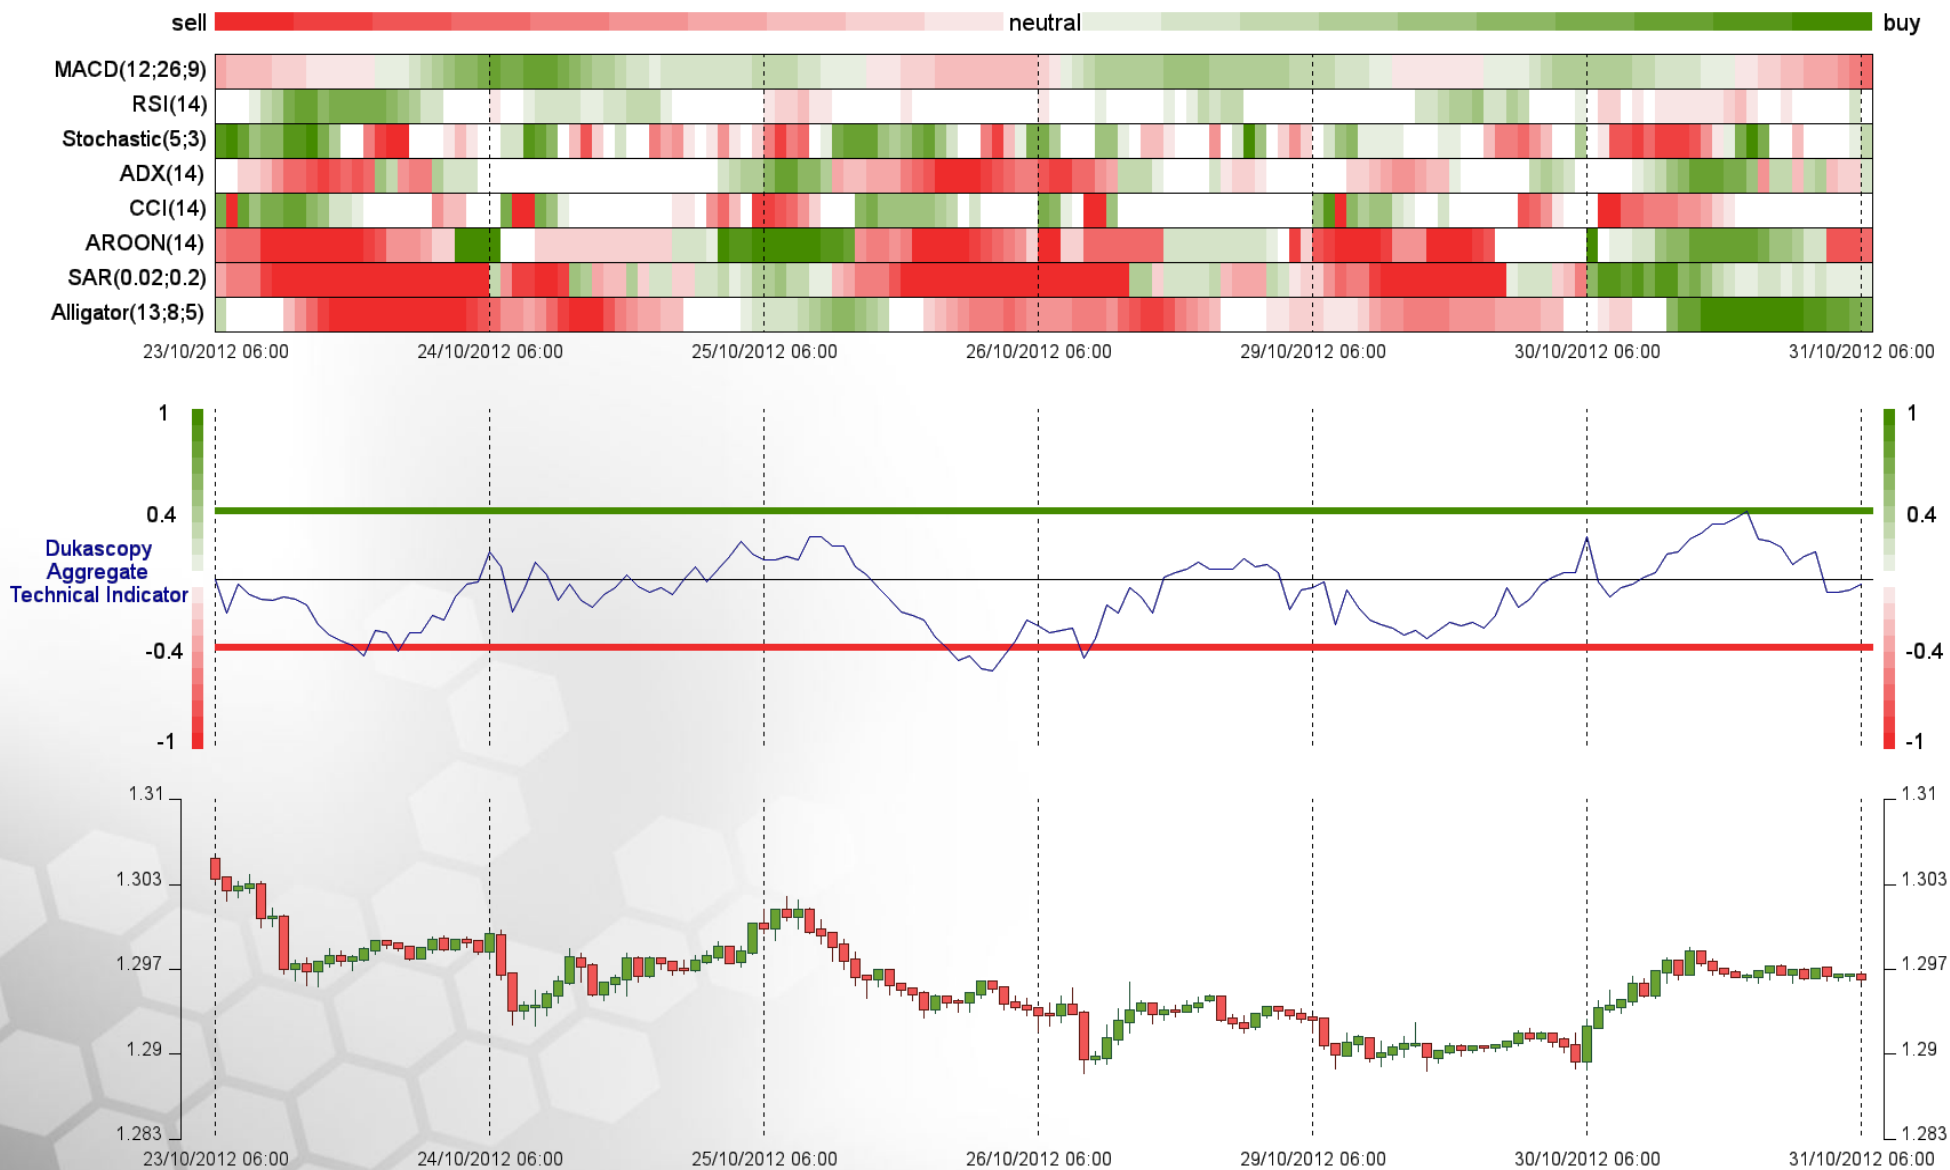 sell neutral buy
MACD(12;26;9)
RSI(14)
Stochastic(5;3)
ADX(14)
CCI(14)
AROON(14)
SAR(0.02;0.2)
Alligator(13;8;5)
23/10/2012 06:00 24/10/2012 06:00 25/10/2012 06:00 26/10/2012 06:00 29/10/2012 06:00 30/10/2012 06:00 31/10/2012 06:00
1 1
0.4 0.4
Dukascopy
Aggregate
Technical Indicator
-0.4 -0.4
-1 -1
1.31 1.31
1.303 1.303
1.297 1.297
1.29 1.29
1.283 1.283
23/10/2012 06:00 24/10/2012 06:00 25/10/2012 06:00 26/10/2012 06:00 29/10/2012 06:00 30/10/2012 06:00 31/10/2012 06:00